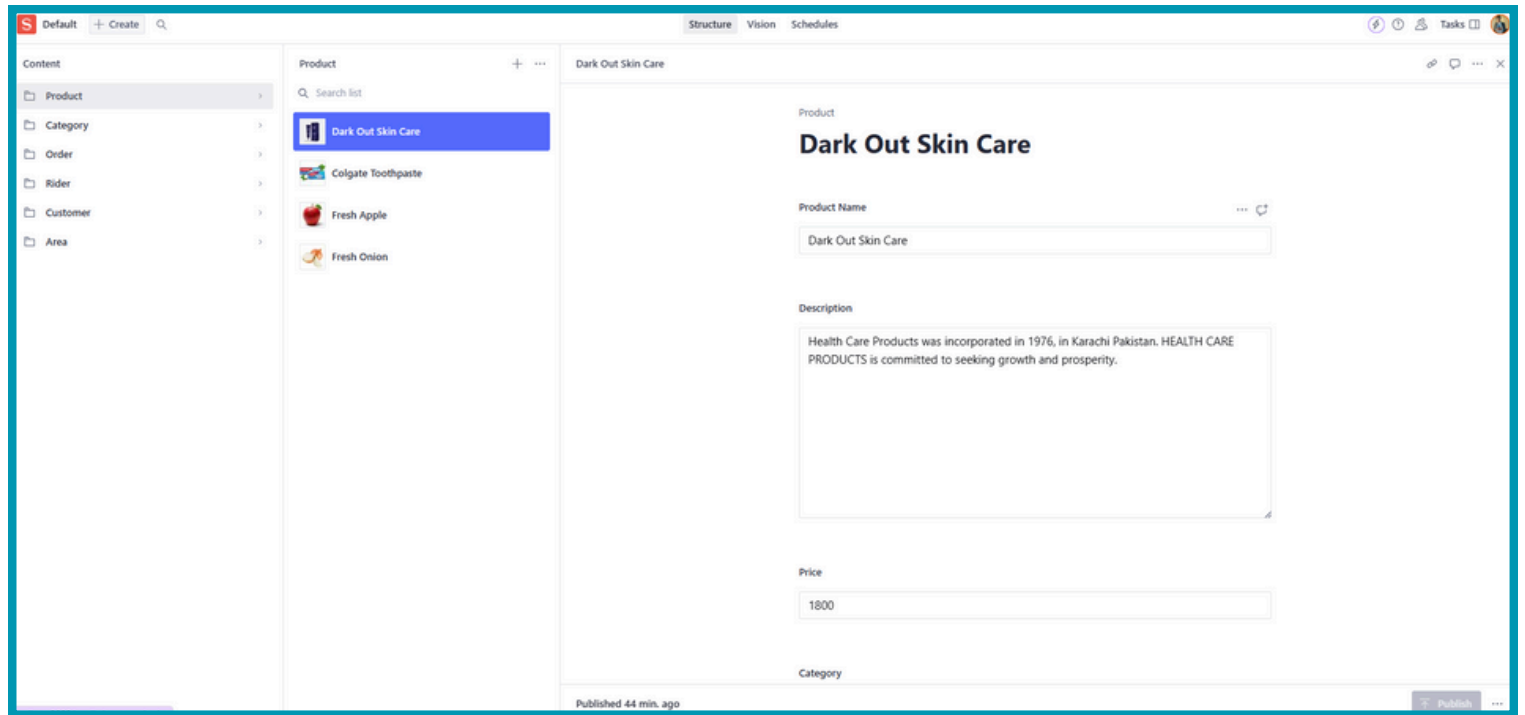 S Default + Create
Structure Vision Schedules
Tasks
Content
Product
Category
Order
Rider
Customer
Area
Product
Search list
Dark Out Skin Care
Colgate Toothpaste
Fresh Apple
Fresh Onion
Dark Out Skin Care
Product
Dark Out Skin Care
Product Name
Dark Out Skin Care
Description
Health Care Products was incorporated in 1976, in Karachi Pakistan. HEALTH CARE
PRODUCTS is committed to seeking growth and prosperity.
Price
1800
Category
Published 44 min. ago
Publish